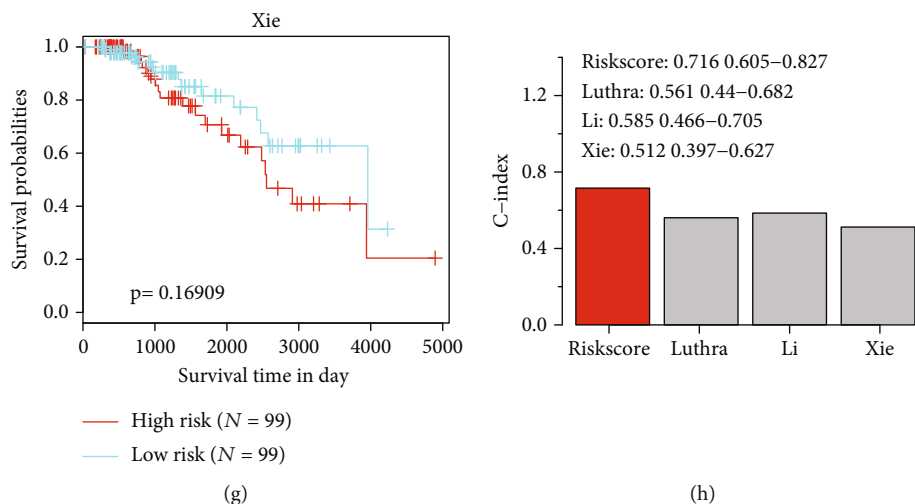 Xie
Survival probabilities
1.0
0.8
0.6
0.4
0.2
0.0
p= 0.16909
0 1000 2000 3000 4000 5000
Survival time in day
High risk (N = 99)
Low risk (N = 99)
(g)
Riskscore: 0.716 0.605−0.827
Luthra: 0.561 0.44−0.682
Li: 0.585 0.466−0.705
Xie: 0.512 0.397−0.627
C−index
1.2
0.8
0.4
0.0
Riskscore Luthra Li Xie
(h)